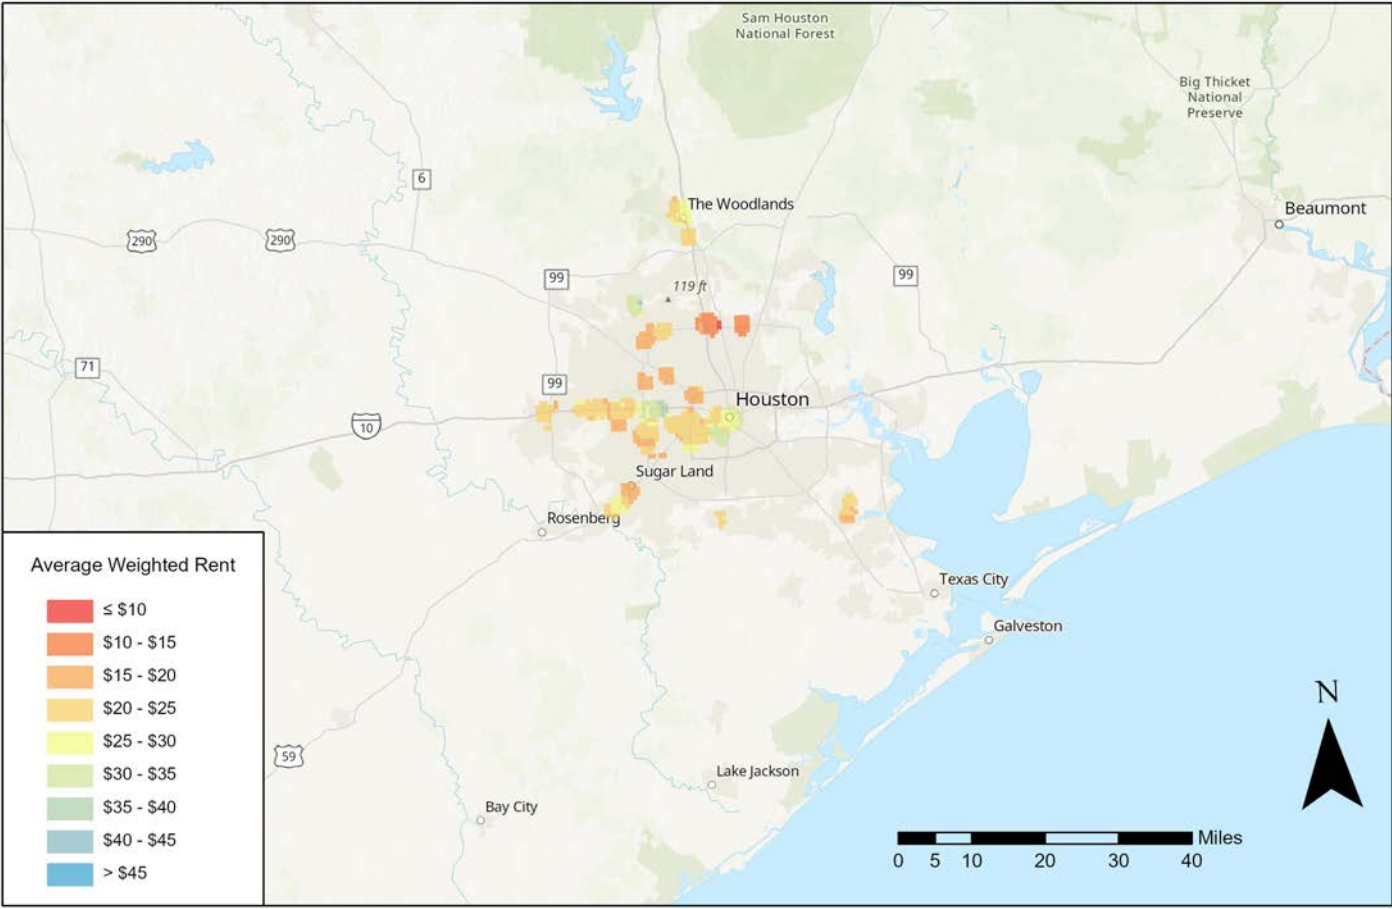 Sam Houston
National Forest
Big Thicket
National
Preserve
6
The Woodlands
Beaumont
290
290
99
119 ft
99
71
99
Houston
10
Sugar Land
Rosenberg
Texas City
Galveston
59
Lake Jackson
Bay City
Average Weighted Rent
≤ $10
$10 - $15
$15 - $20
$20 - $25
$25 - $30
$30 - $35
$35 - $40
$40 - $45
> $45
N
Miles
0 5 10 20 30 40